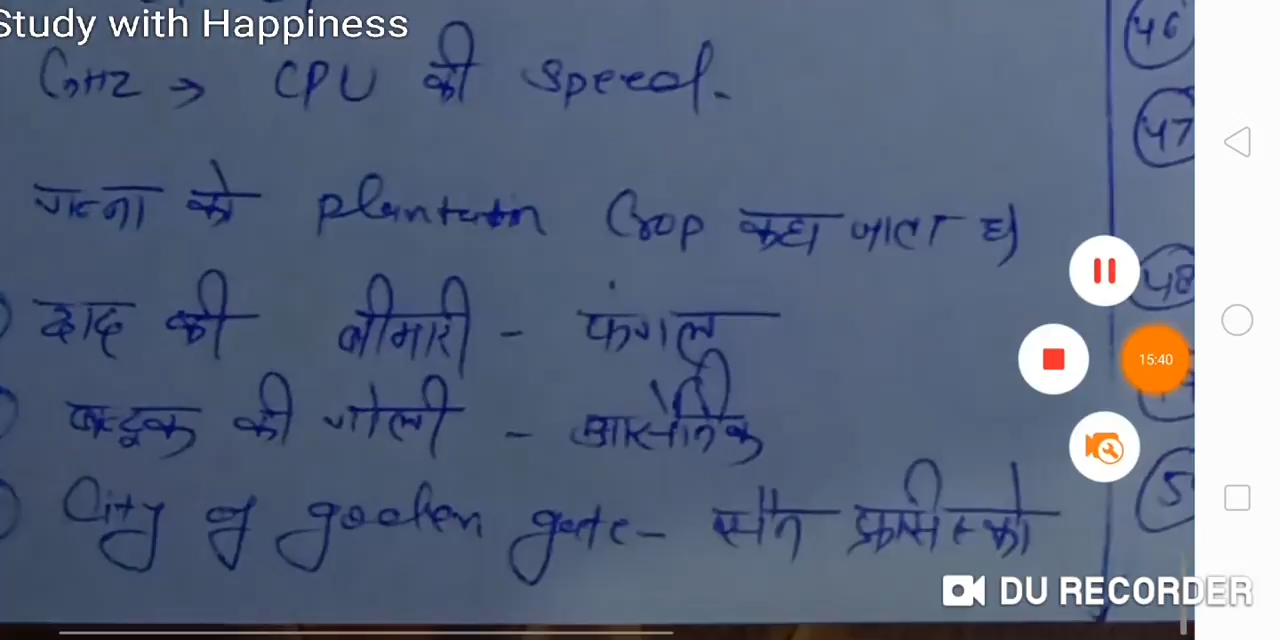 Study with Happiness
GHz → CPU की speed.
गन्ना को plantation Crop कहा जाता है।
दाद की बीमारी - फंगल
बन्दूक की गोली - आर्सेनिक
City of golden gate - सैन फ्रांसिस्को
46
47
48
15:40
DU RECORDER